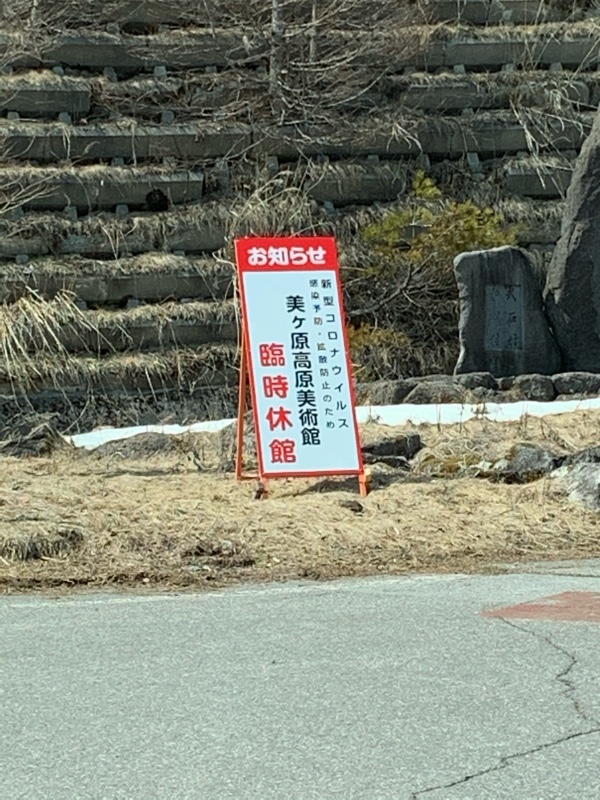 お知らせ
新型コロナウイルス
感染予防・拡散防止のため
美ヶ原高原美術館
臨時休館